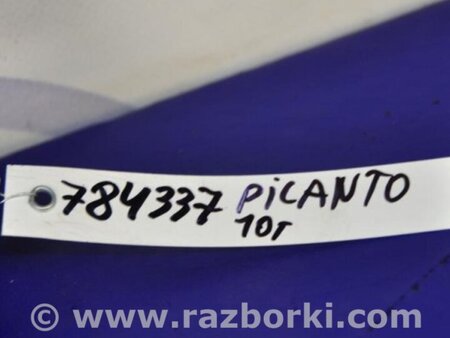 784337 PiCANTO
10г
© www.razborki.com